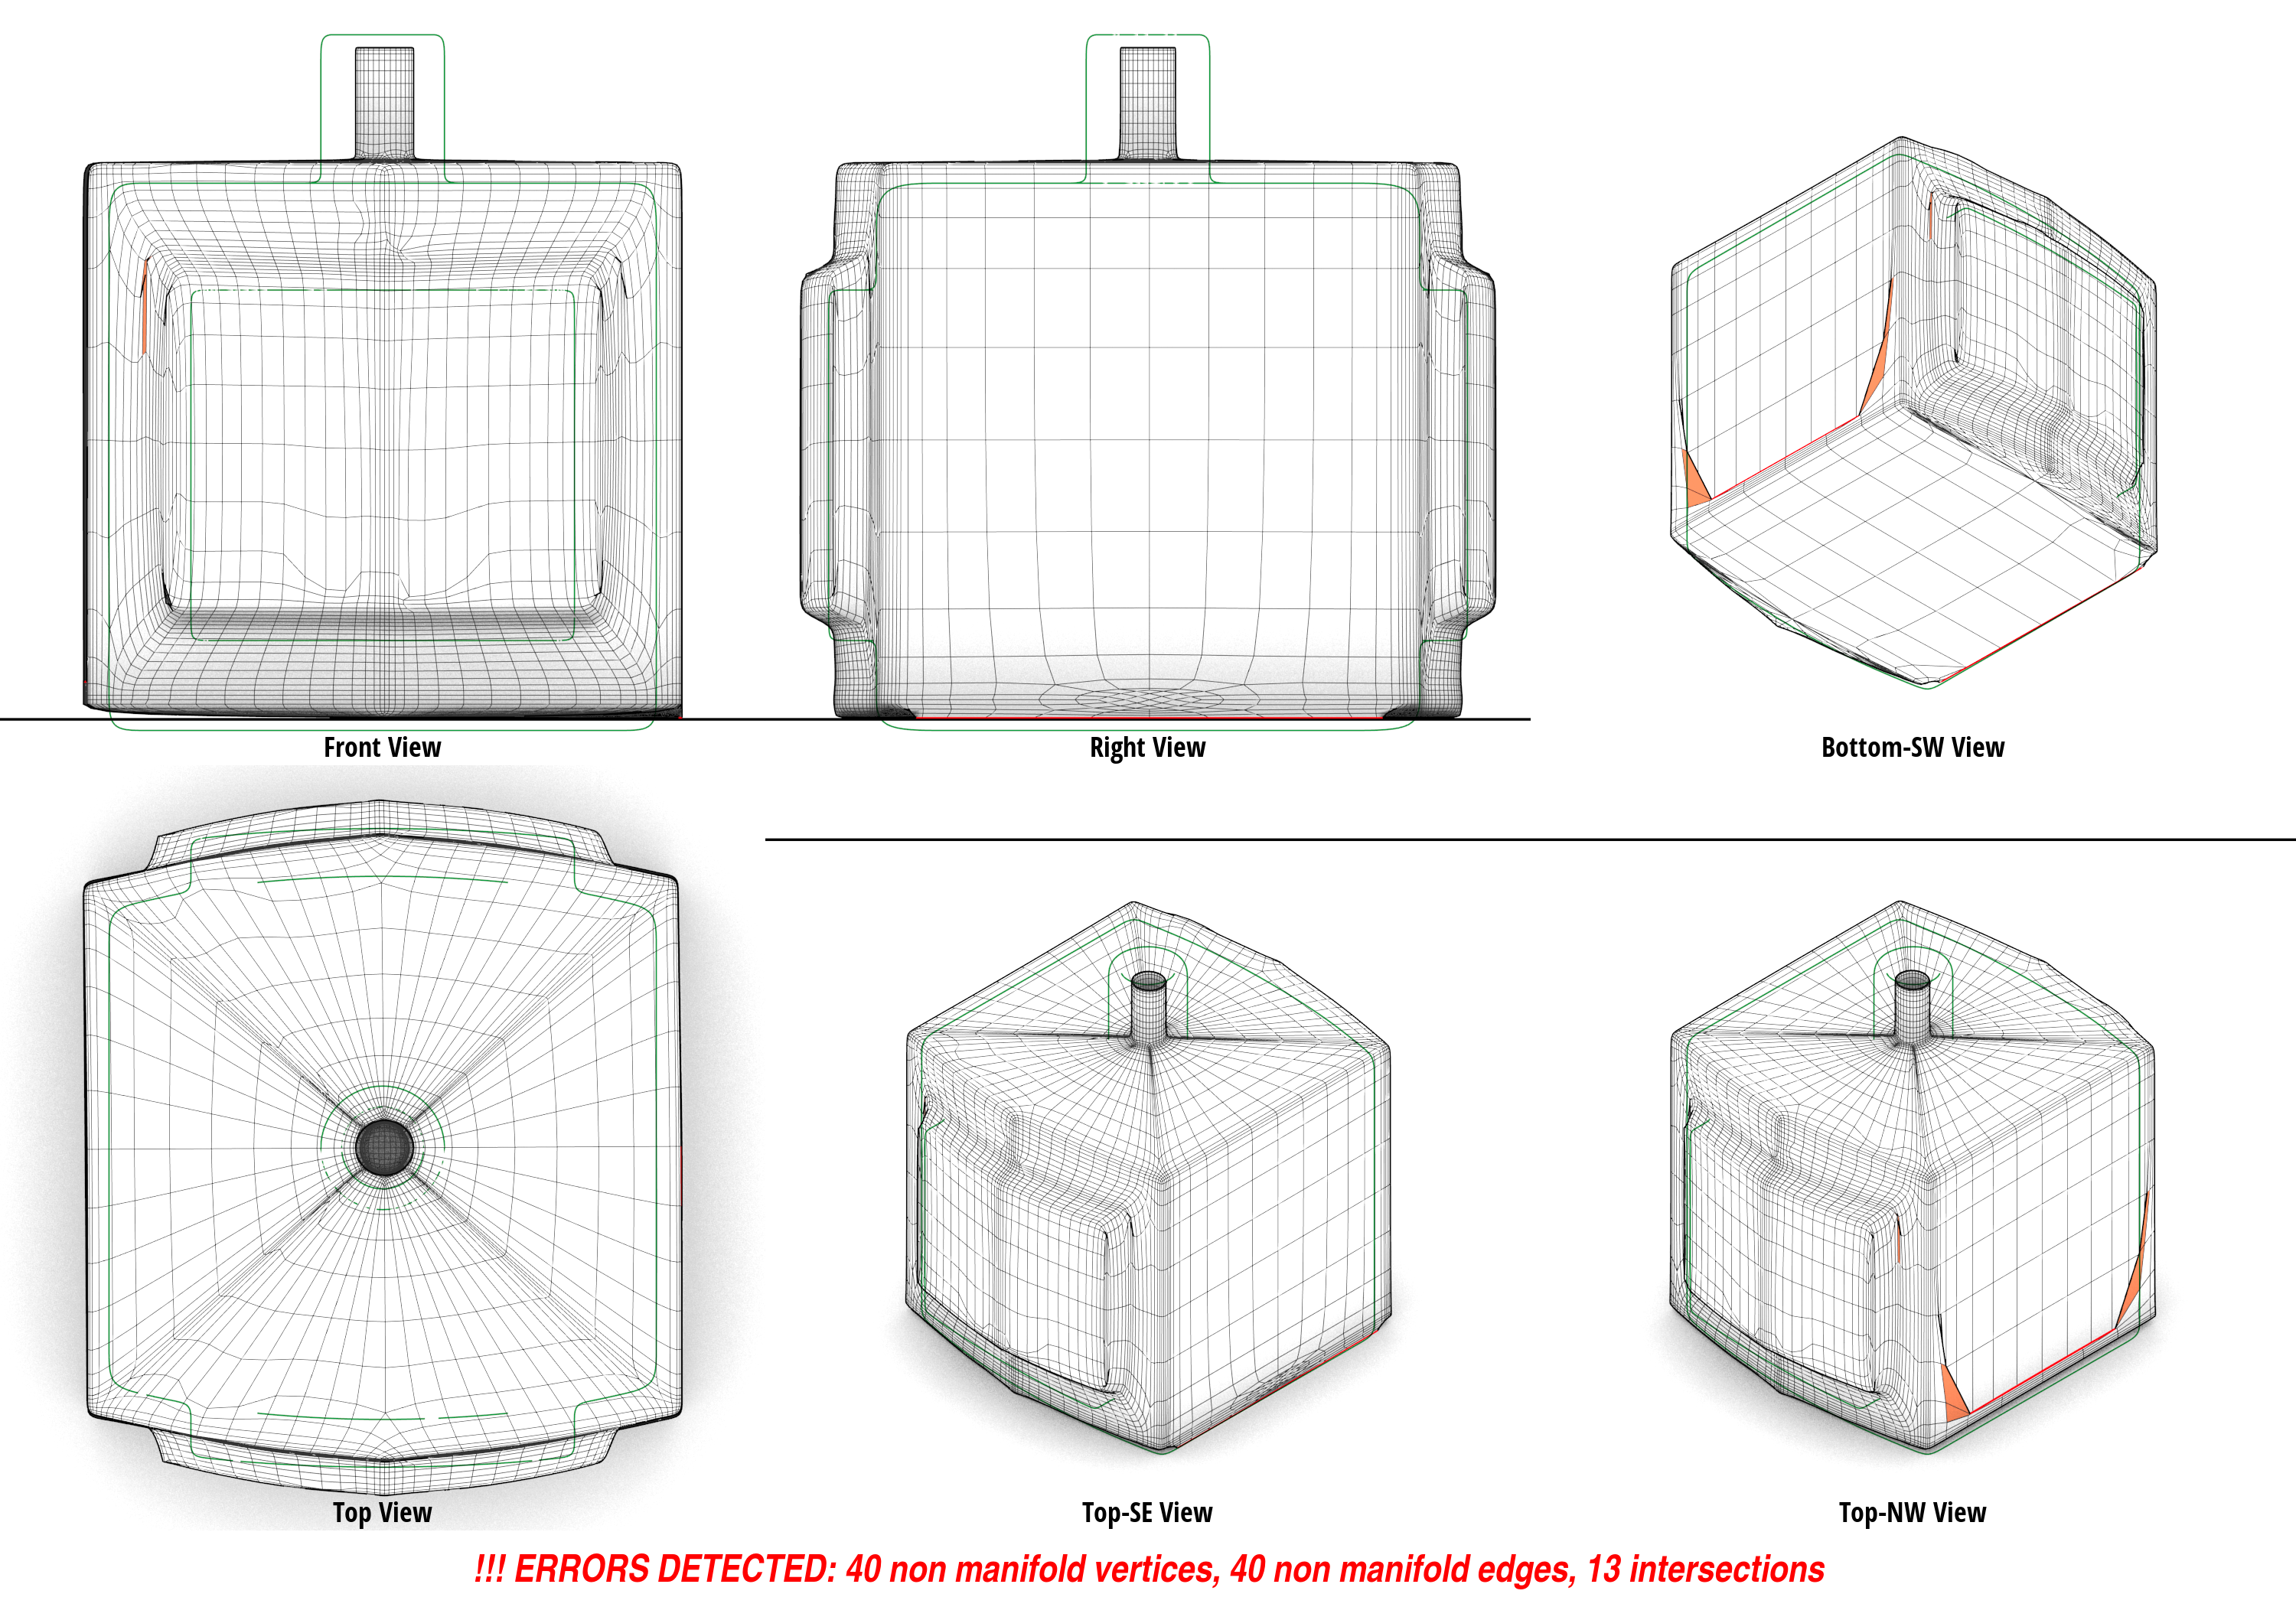 Front View
Right View
Bottom-SW View
Top View
Top-SE View
Top-NW View
!!! ERRORS DETECTED: 40 non manifold vertices, 40 non manifold edges, 13 intersections